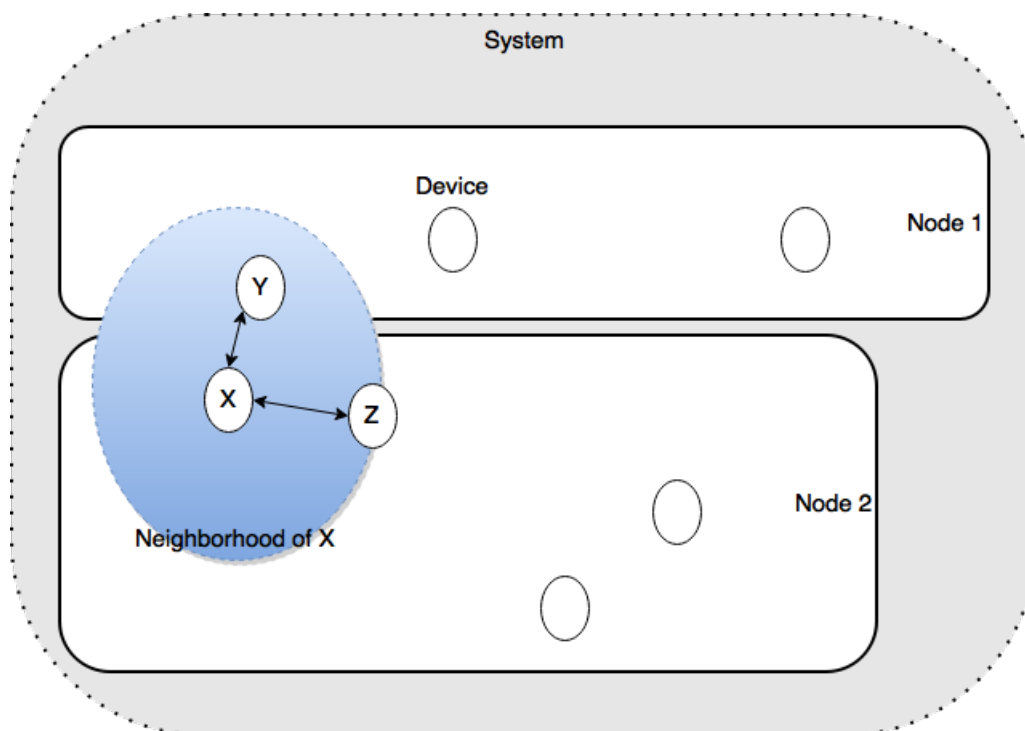 System
Device
Node 1
Y
X
Z
Node 2
Neighborhood of X